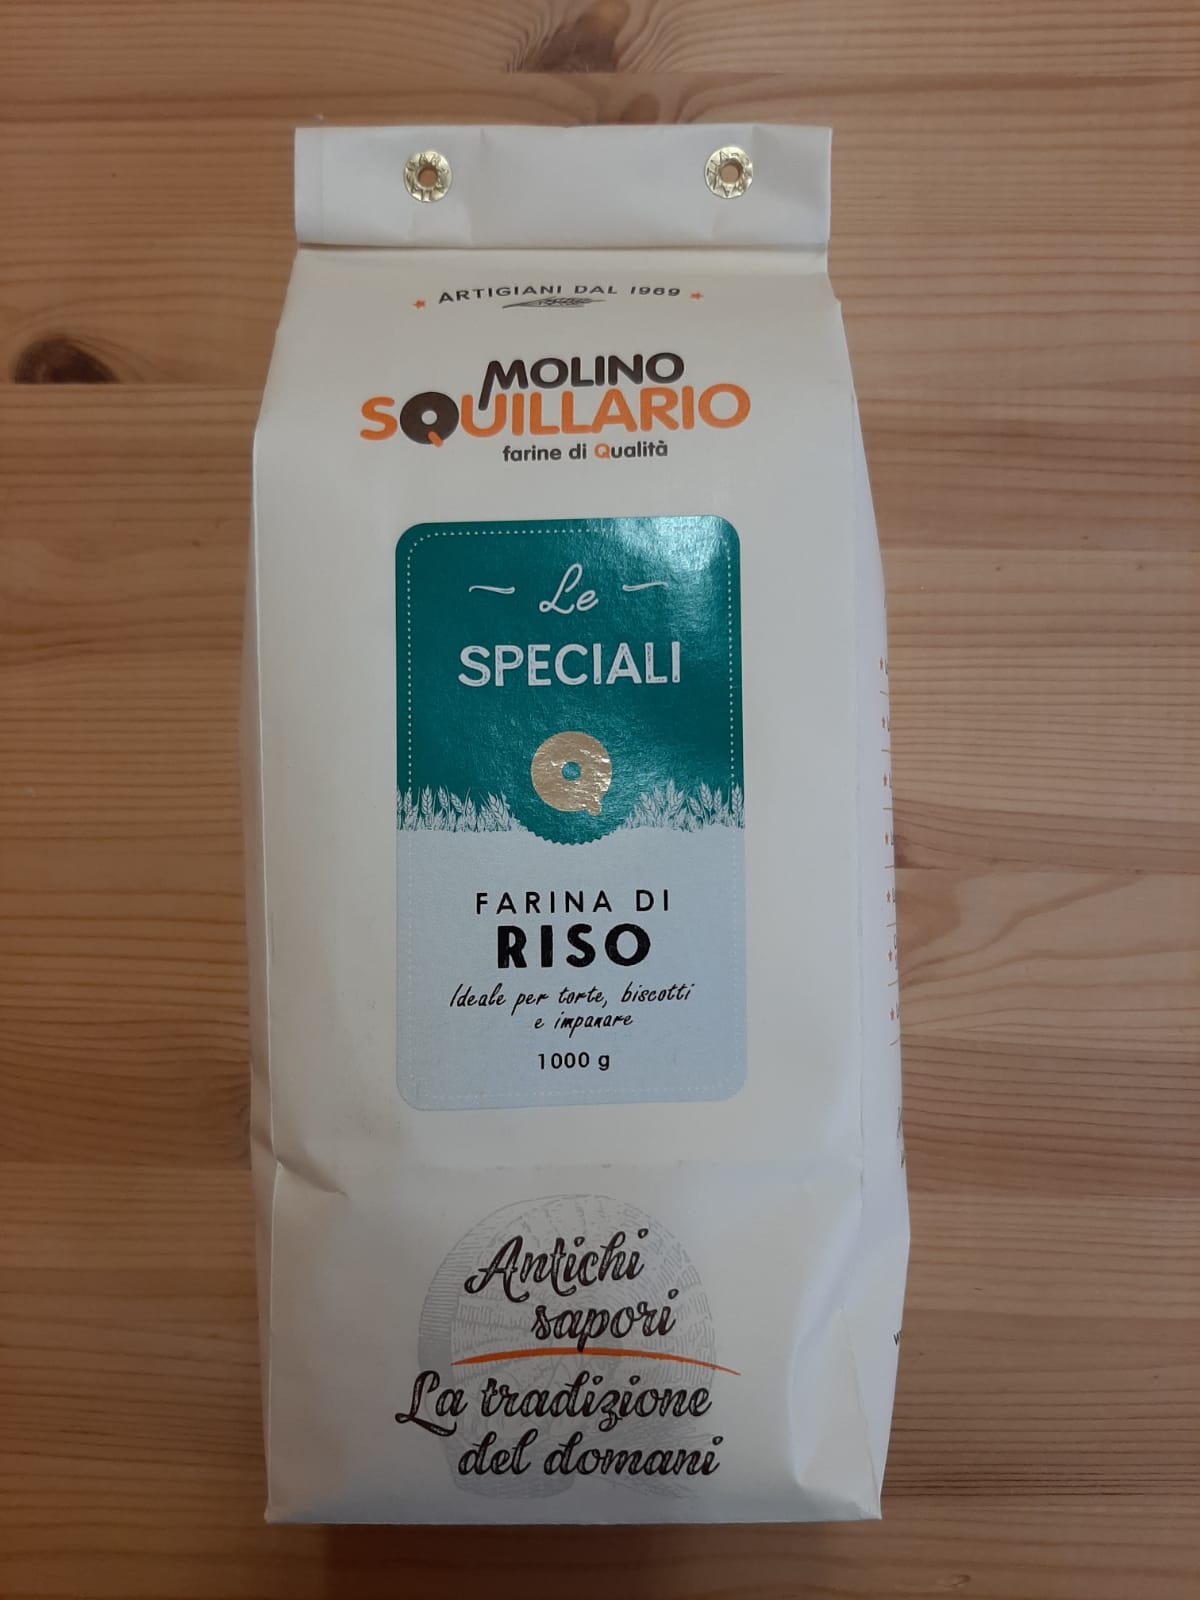 ARTIGIANI DAL 1969
MOLINO
SQUILLARIO
farine di Qualità
Le
SPECIALI
FARINA DI
RISO
Ideale per torte, biscotti
e impanare
1000 g
Antichi
sapori
La tradizione
del domani